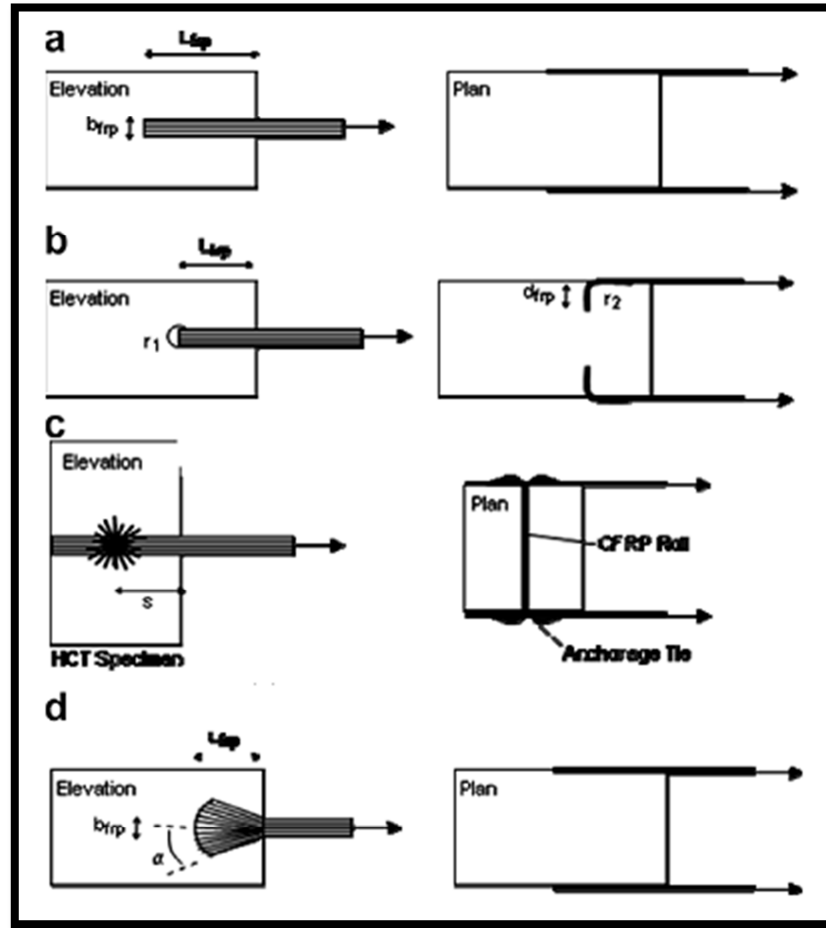 a
Lfrp
Elevation
bfrp
Plan
b
Lfrp
Elevation
r1
dfrp
r2
c
Elevation
s
HCT Specimen
Plan
CFRP Roll
Anchorage Tie
d
Lfrp
Elevation
bfrp
α
Plan